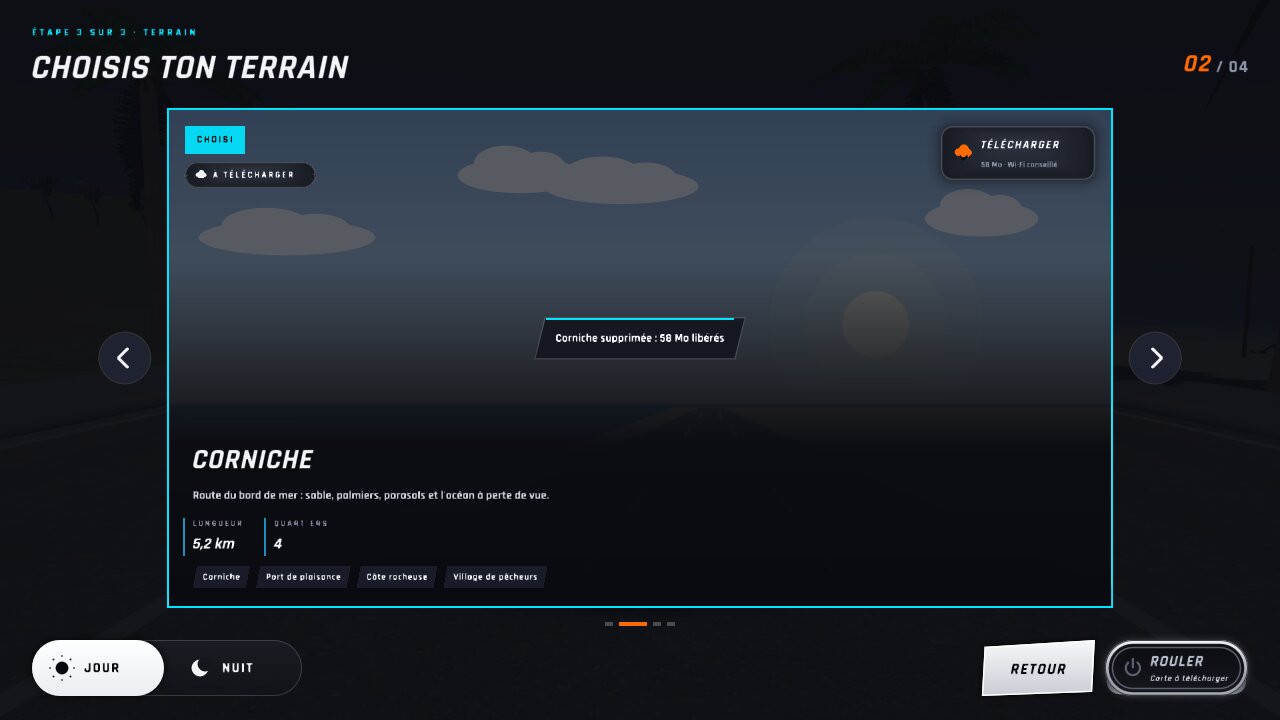 ÉTAPE 3 SUR 3 · TERRAIN
CHOISIS TON TERRAIN
02 / 04
CHOISI
À TÉLÉCHARGER
TÉLÉCHARGER
58 Mo · Wi-Fi conseillé
Corniche supprimée : 58 Mo libérés
CORNICHE
Route du bord de mer : sable, palmiers, parasols et l'océan à perte de vue.
LONGUEUR
QUARTIERS
5,2 km
4
Corniche
Port de plaisance
Côte rocheuse
Village de pêcheurs
JOUR
NUIT
RETOUR
ROULER
Carte à télécharger